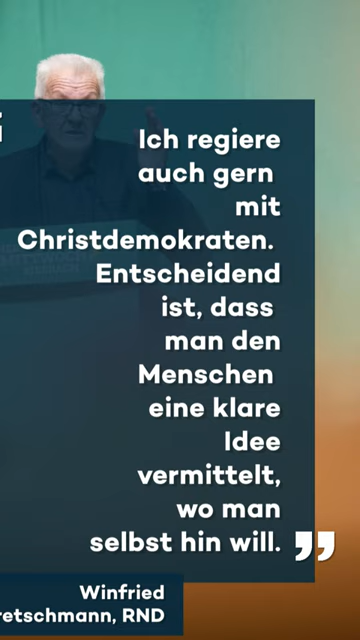 Ich regiere
auch gern
mit
Christdemokraten.
Entscheidend
ist, dass
man den
Menschen
eine klare
Idee
vermittelt,
wo man
selbst hin will. ”
Winfried
retschmann, RND